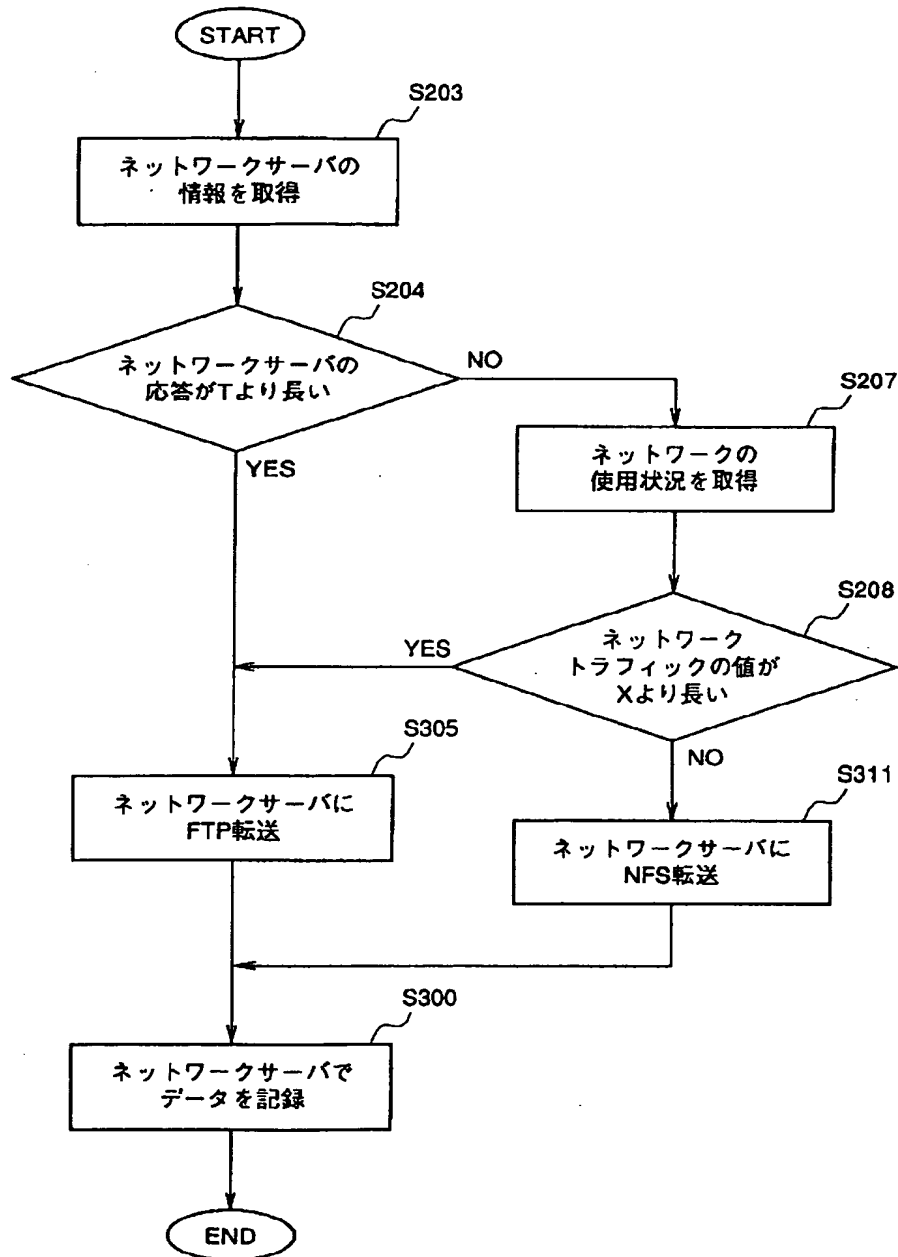 START
S203
ネットワークサーバの
情報を取得
S204
ネットワークサーバの
応答がTより長い
NO
YES
S207
ネットワークの
使用状況を取得
S208
ネットワーク
トラフィックの値が
Xより長い
YES
NO
S305
ネットワークサーバに
FTP転送
S311
ネットワークサーバに
NFS転送
S300
ネットワークサーバで
データを記録
END